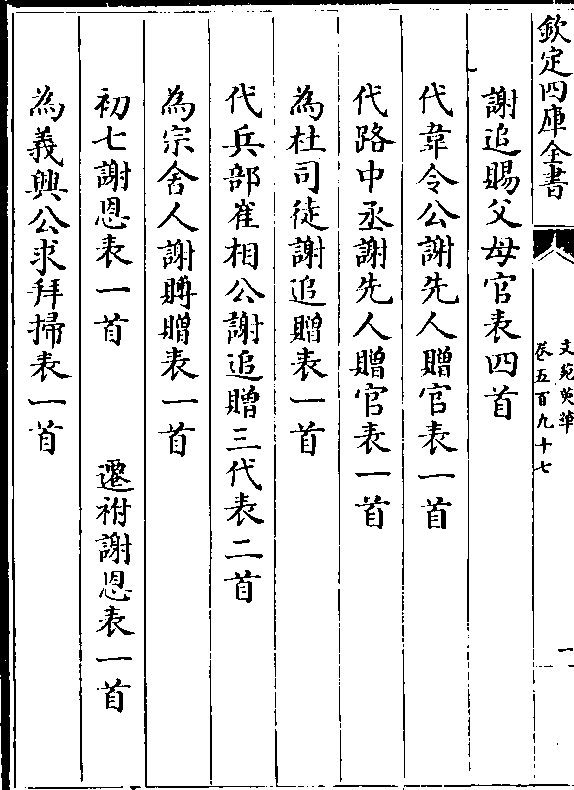 欽定四庫全書
文苑英華
卷五百九十七
一
謝追賜父母官表四首
代韋令公謝先人贈官表一首
代路中丞謝先人贈官表一首
為杜司徒謝追贈表一首
代兵部崔相公謝追贈三代表二首
為宗舍人謝賻贈表一首
初七謝恩表一首　遷祔謝恩表一首
為義興公求拜掃表一首